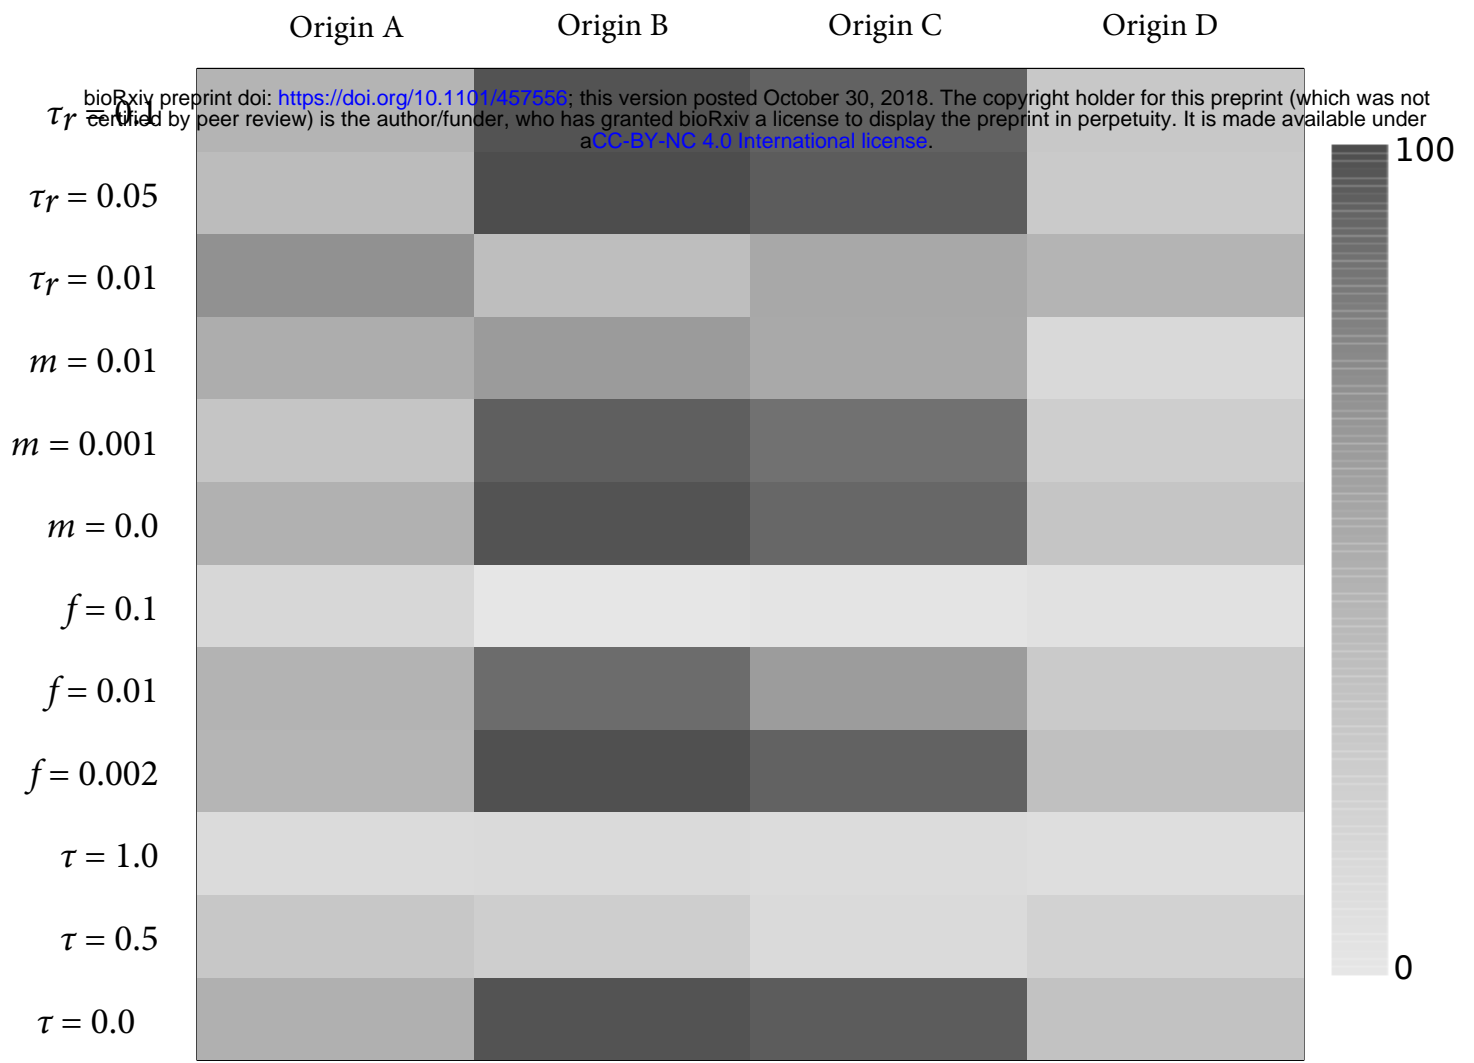 Origin A Origin B Origin C Origin D
bioRxiv preprint doi: https://doi.org/10.1101/457556; this version posted October 30, 2018. The copyright holder for this preprint (which was not
τr = 0.1 certified by peer review) is the author/funder, who has granted bioRxiv a license to display the preprint in perpetuity. It is made available under
aCC-BY-NC 4.0 International license.
100
τr = 0.05
τr = 0.01
m = 0.01
m = 0.001
m = 0.0
f = 0.1
f = 0.01
f = 0.002
τ = 1.0
τ = 0.5
0
τ = 0.0